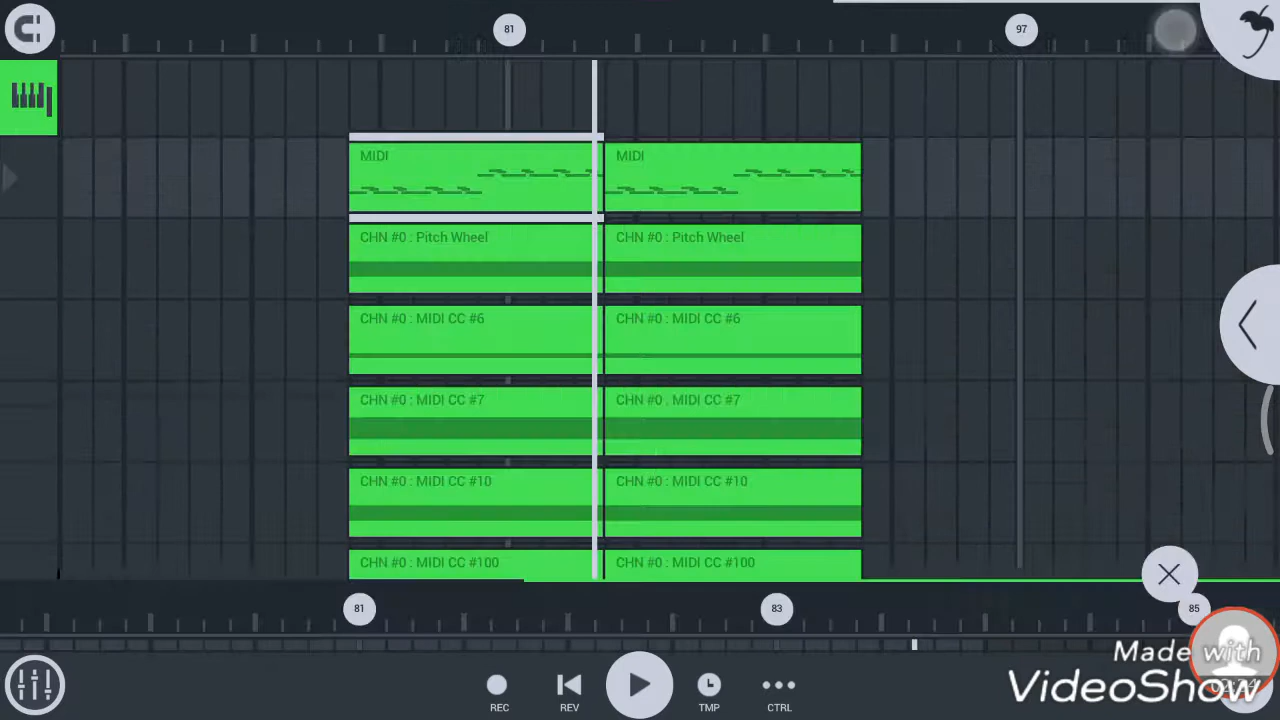 81
97
MIDI
MIDI
CHN #0 : Pitch Wheel
CHN #0 : Pitch Wheel
CHN #0 : MIDI CC #6
CHN #0 : MIDI CC #6
CHN #0 : MIDI CC #7
CHN #0 : MIDI CC #7
CHN #0 : MIDI CC #10
CHN #0 : MIDI CC #10
CHN #0 : MIDI CC #100
CHN #0 : MIDI CC #100
81
83
85
Made with
VideoShow
REC
REV
TMP
CTRL